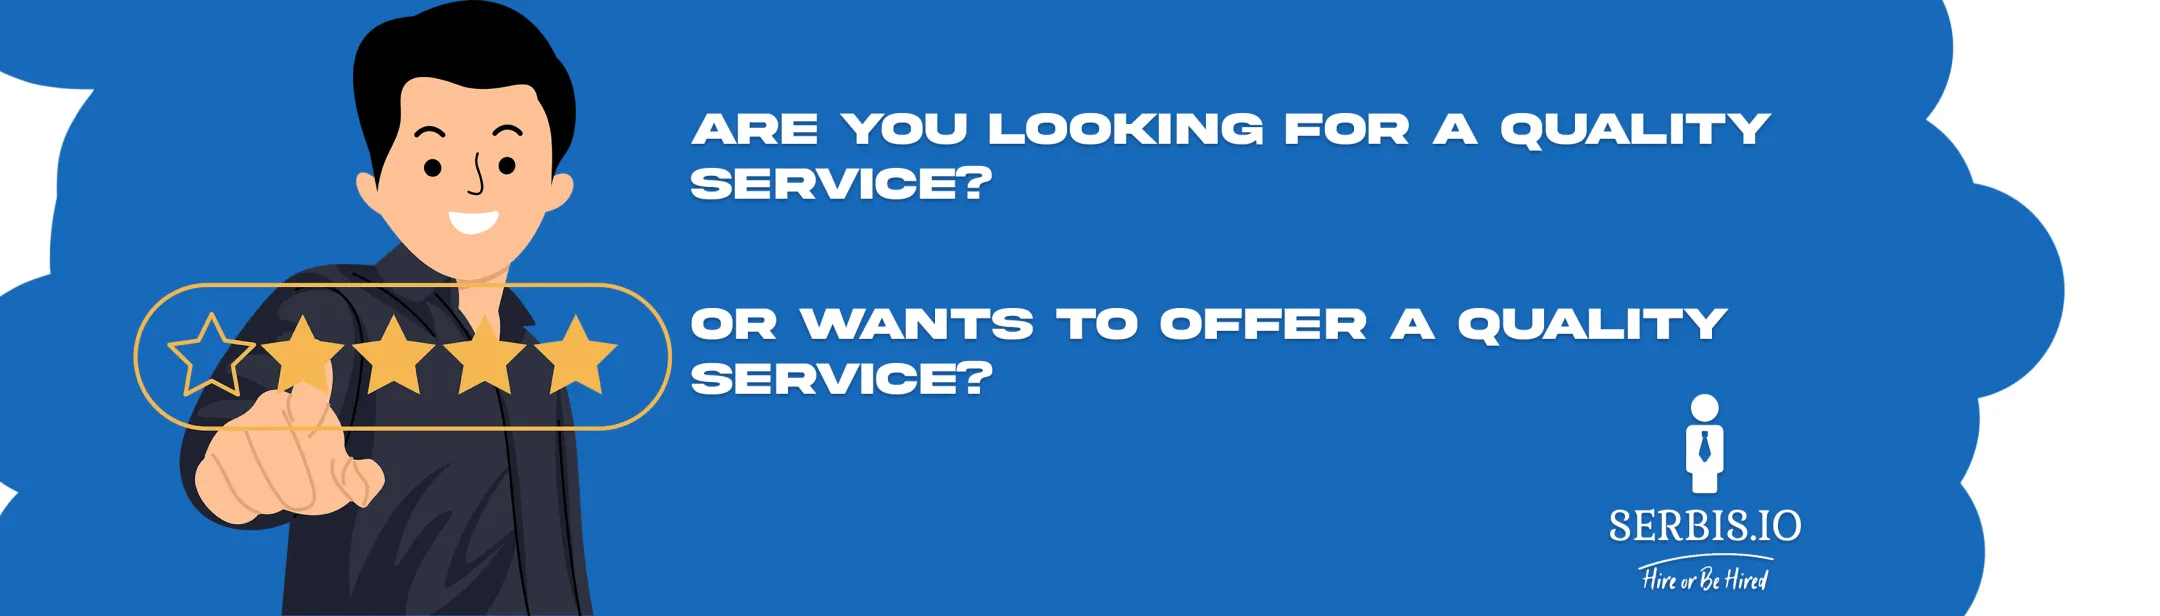 ARE YOU LOOKING FOR A QUALITY
SERVICE?
OR WANTS TO OFFER A QUALITY
SERVICE?
SERBIS.IO
Hire or Be Hired